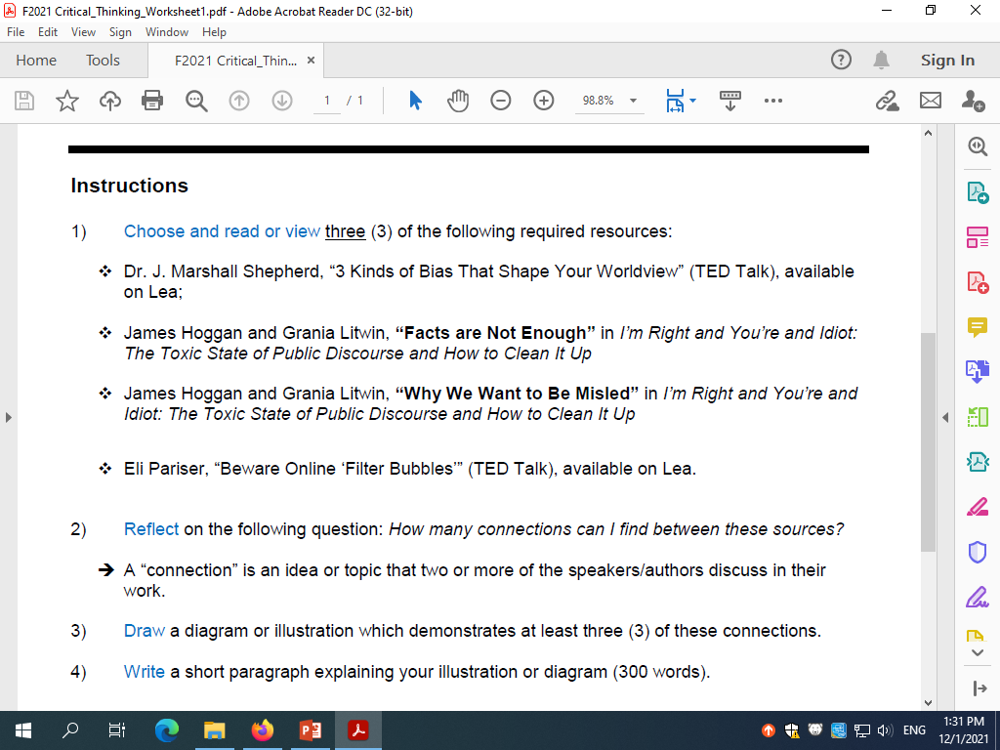 F2021 Critical_Thinking_Worksheet1.pdf - Adobe Acrobat Reader DC (32-bit)
File Edit View Sign Window Help
Home Tools F2021 Critical_Thin... × Sign In
1 / 1 98.8%
Instructions
1) Choose and read or view three (3) of the following required resources:
❖ Dr. J. Marshall Shepherd, “3 Kinds of Bias That Shape Your Worldview” (TED Talk), available
on Lea;
❖ James Hoggan and Grania Litwin, “Facts are Not Enough” in I’m Right and You’re and Idiot:
The Toxic State of Public Discourse and How to Clean It Up
❖ James Hoggan and Grania Litwin, “Why We Want to Be Misled” in I’m Right and You’re and
Idiot: The Toxic State of Public Discourse and How to Clean It Up
❖ Eli Pariser, “Beware Online ‘Filter Bubbles’” (TED Talk), available on Lea.
2) Reflect on the following question: How many connections can I find between these sources?
➔ A “connection” is an idea or topic that two or more of the speakers/authors discuss in their
work.
3) Draw a diagram or illustration which demonstrates at least three (3) of these connections.
4) Write a short paragraph explaining your illustration or diagram (300 words).
ENG 1:31 PM
12/1/2021